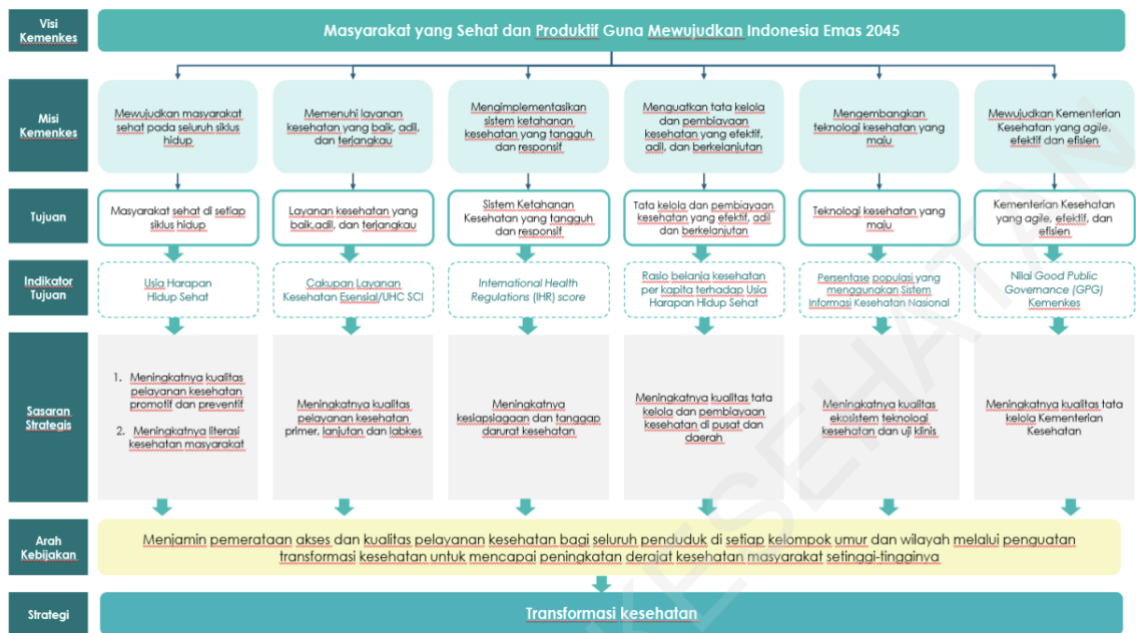 Visi
Kemenkes
Masyarakat yang Sehat dan Produktif Guna Mewujudkan Indonesia Emas 2045
Misi
Kemenkes
Mewujudkan masyarakat
sehat pada seluruh siklus
hidup
Memenuhi layanan
kesehatan yang baik, adil,
dan terjangkau
Mengimplementasikan
sistem ketahanan
kesehatan yang tangguh
dan responsif
Menguatkan tata kelola
dan pembiayaan
kesehatan yang efektif,
adil, dan berkelanjutan
Mengembangkan
teknologi kesehatan yang
maju
Mewujudkan Kementerian
Kesehatan yang agile,
efektif dan efisien
Tujuan
Masyarakat sehat di setiap
siklus hidup
Layanan kesehatan yang
baik,adil, dan terjangkau
Sistem Ketahanan
Kesehatan yang tangguh
dan responsif
Tata kelola dan pembiayaan
kesehatan yang efektif, adil
dan berkelanjutan
Teknologi kesehatan yang
maju
Kementerian Kesehatan
yang agile, efektif, dan
efisien
Indikator
Tujuan
Usia Harapan
Hidup Sehat
Cakupan Layanan
Kesehatan Esensial/UHC SCI
International Health
Regulations (IHR) score
Rasio belanja kesehatan
per kapita terhadap Usia
Harapan Hidup Sehat
Persentase populasi yang
menggunakan Sistem
Informasi Kesehatan Nasional
Nilai Good Public
Governance (GPG)
Kemenkes
Sasaran
Strategis
1. Meningkatnya kualitas
pelayanan kesehatan
promotif dan preventif
2. Meningkatnya literasi
kesehatan masyarakat
Meningkatnya kualitas
pelayanan kesehatan
primer, lanjutan dan labkes
Meningkatnya
kesiapsiagaan dan tanggap
darurat kesehatan
Meningkatnya kualitas tata
kelola dan pembiayaan
kesehatan di pusat dan
daerah
Meningkatnya kualitas
ekosistem teknologi
kesehatan dan uji klinis
Meningkatnya kualitas tata
kelola Kementerian
Kesehatan
Arah
Kebijakan
Menjamin pemerataan akses dan kualitas pelayanan kesehatan bagi seluruh penduduk di setiap kelompok umur dan wilayah melalui penguatan
transformasi kesehatan untuk mencapai peningkatan derajat kesehatan masyarakat setinggi-tingginya
Strategi
Transformasi kesehatan
KESEHATAN